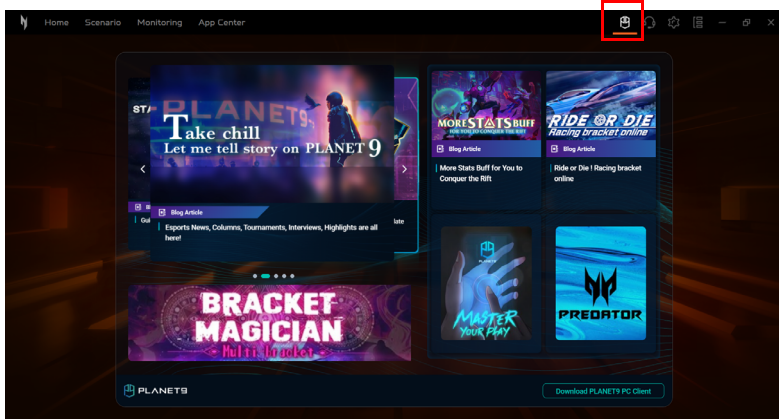 Home Scenario Monitoring App Center
PLANET9
Take chill
Let me tell story on PLANET 9
Blog Article
Esports News, Columns, Tournaments, Interviews, Highlights are all
here!
MORE STATS BUFF
FOR YOU TO CONQUER THE RIFT
Blog Article
More Stats Buff for You to
Conquer the Rift
RIDE OR DIE
Racing bracket online
Blog Article
Ride or Die ! Racing bracket
online
BRACKET
MAGICIAN
Multi bracket
PLANET9
MASTER
YOUR PLAY
PREDATOR
PLANET9
Download PLANET9 PC Client